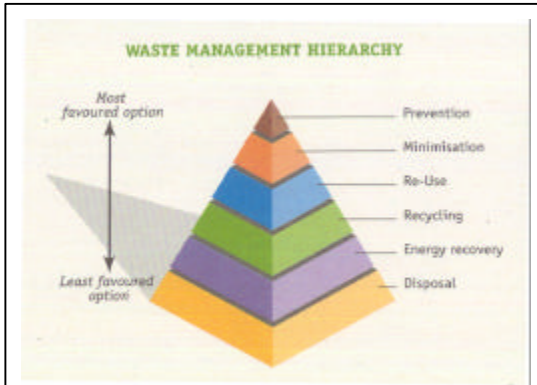 WASTE MANAGEMENT HIERARCHY
Most
favoured option
Prevention
Minimisation
Re-Use
Recycling
Energy recovery
Least favoured
option
Disposal